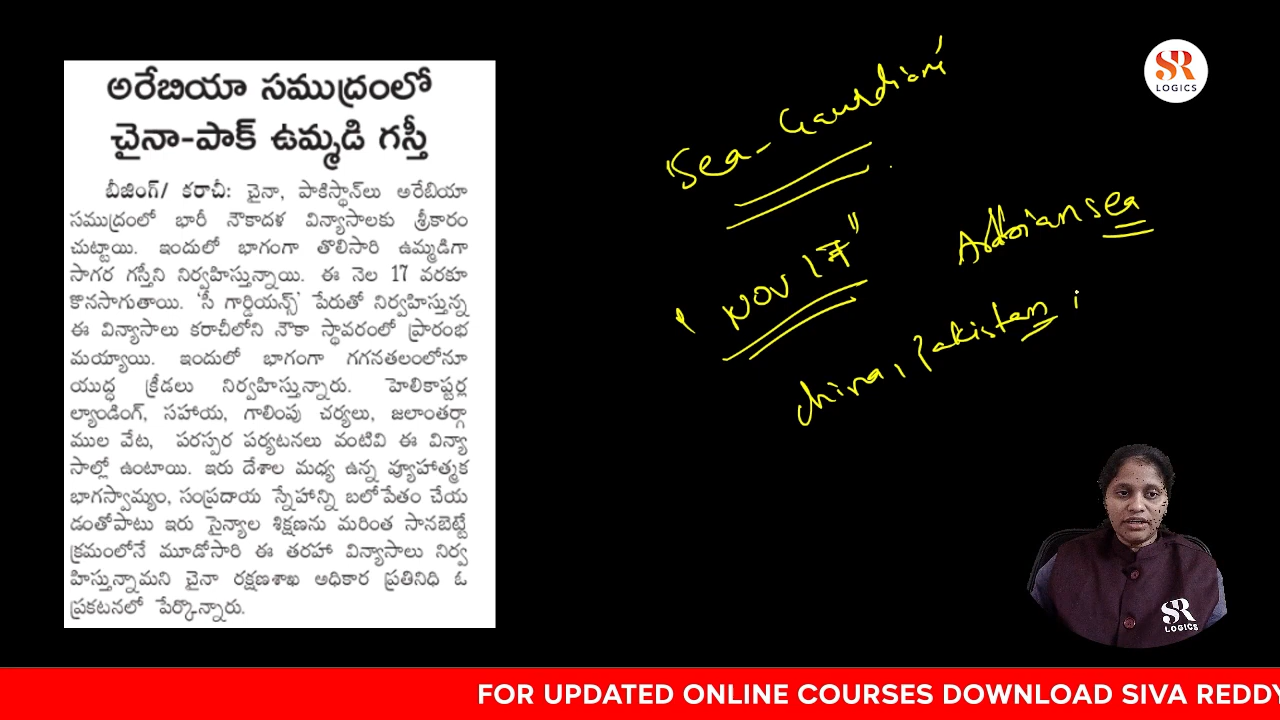 అరేబియా సముద్రంలో
చైనా-పాక్ ఉమ్మడి గస్తీ
బీజింగ్/ కరాచీ: చైనా, పాకిస్థాన్‌లు అరేబియా
సముద్రంలో భారీ నౌకాదళ విన్యాసాలకు శ్రీకారం
చుట్టాయి. ఇందులో భాగంగా తొలిసారి ఉమ్మడిగా
సాగర గస్తీని నిర్వహిస్తున్నాయి. ఈ నెల 17 వరకూ
కొనసాగుతాయి. 'సీ గార్డియన్స్' పేరుతో నిర్వహిస్తున్న
ఈ విన్యాసాలు కరాచీలోని నౌకా స్థావరంలో ప్రారంభ
మయ్యాయి. ఇందులో భాగంగా గగనతలంలోనూ
యుద్ధ క్రీడలు నిర్వహిస్తున్నారు. హెలికాప్టర్ల
ల్యాండింగ్, సహాయ, గాలింపు చర్యలు, జలాంతర్గా
ముల వేట, పరస్పర పర్యటనలు వంటివి ఈ విన్యా
సాల్లో ఉంటాయి. ఇరు దేశాల మధ్య ఉన్న వ్యూహాత్మక
భాగస్వామ్యం, సంప్రదాయ స్నేహాన్ని బలోపేతం చేయ
డంతోపాటు ఇరు సైన్యాల శిక్షణను మరింత సానబెట్టే
క్రమంలోనే మూడోసారి ఈ తరహా విన్యాసాలు నిర్వ
హిస్తున్నామని చైనా రక్షణశాఖ అధికార ప్రతినిధి ఓ
ప్రకటనలో పేర్కొన్నారు.
'Sea-Gaurdians'
"Nov 17"
sea
china, Pakistan
SR
LOGICS
SR
LOGICS
FOR UPDATED ONLINE COURSES DOWNLOAD SIVA REDDY